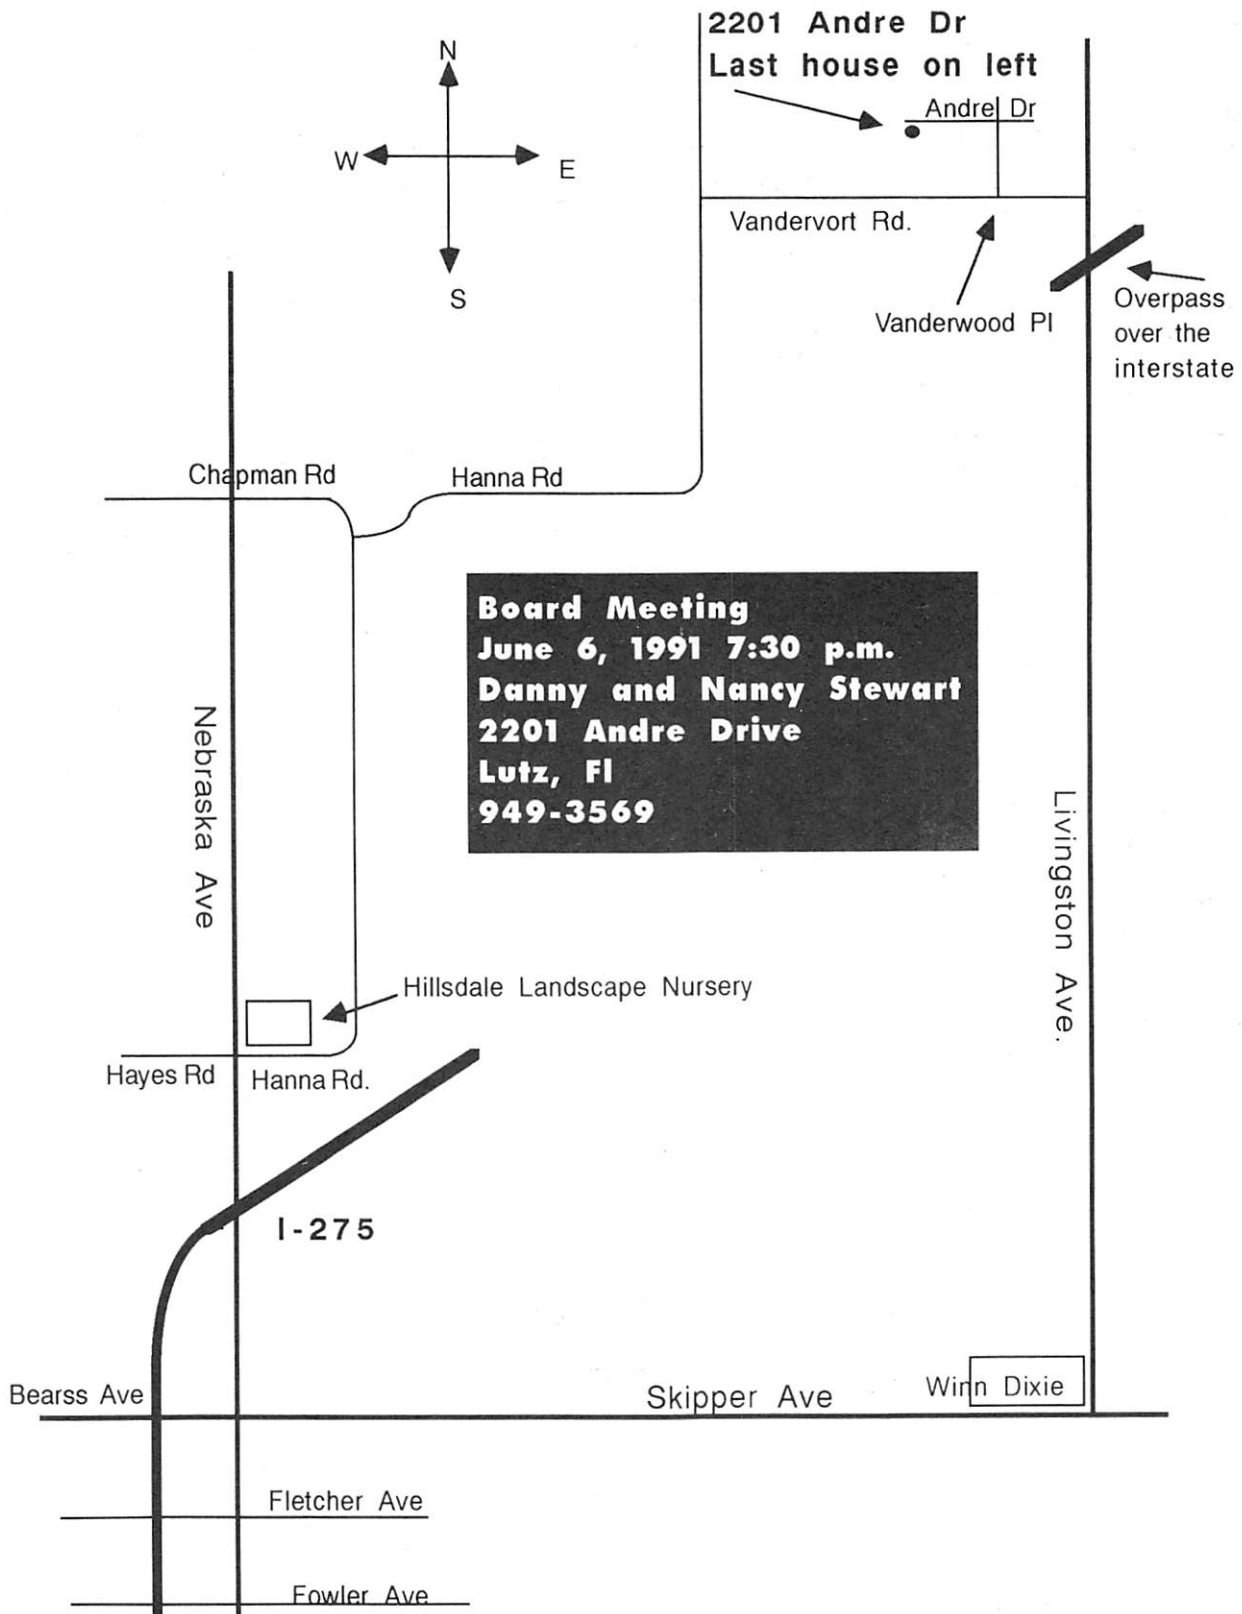 2201 Andre Dr
Last house on left
N
Andre Dr
W
E
Vandervort Rd.
S
Overpass
over the
interstate
Vanderwood Pl
Chapman Rd
Hanna Rd
Board Meeting
June 6, 1991 7:30 p.m.
Danny and Nancy Stewart
2201 Andre Drive
Lutz, Fl
949-3569
Nebraska Ave
Livingston Ave.
Hillsdale Landscape Nursery
Hayes Rd
Hanna Rd.
I-275
Bearss Ave
Skipper Ave
Winn Dixie
Fletcher Ave
Fowler Ave